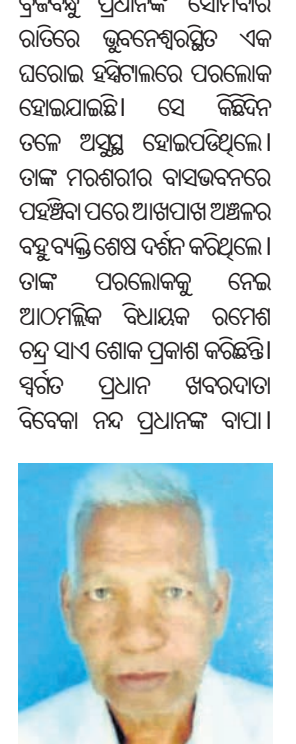 ବ୍ରଜବନ୍ଧୁ ପ୍ରଧାନଙ୍କ ସୋମବାର
ରାତିରେ ଭୁବନେଶ୍ୱରସ୍ଥିତ ଏକ
ଘରୋଇ ହସ୍ପିଟାଲରେ ପରଲୋକ
ହୋଇଯାଇଛି। ସେ କିଛିଦିନ
ତଳେ ଅସୁସ୍ଥ ହୋଇପଡିଥିଲେ।
ତାଙ୍କ ମରଶରୀର ବାସଭବନରେ
ପହଞ୍ଚିବା ପରେ ଆଖପାଖ ଅଞ୍ଚଳର
ବହୁ ବ୍ୟକ୍ତି ଶେଷ ଦର୍ଶନ କରିଥିଲେ।
ତାଙ୍କ ପରଲୋକକୁ ନେଇ
ଆଠମଲ୍ଲିକ ବିଧାୟକ ରମେଶ
ଚନ୍ଦ୍ର ସାଏ ଶୋକ ପ୍ରକାଶ କରିଛନ୍ତି।
ସ୍ୱର୍ଗତ ପ୍ରଧାନ ଖବରଦାତା
ବିବେକା ନନ୍ଦ ପ୍ରଧାନଙ୍କ ବାପା।